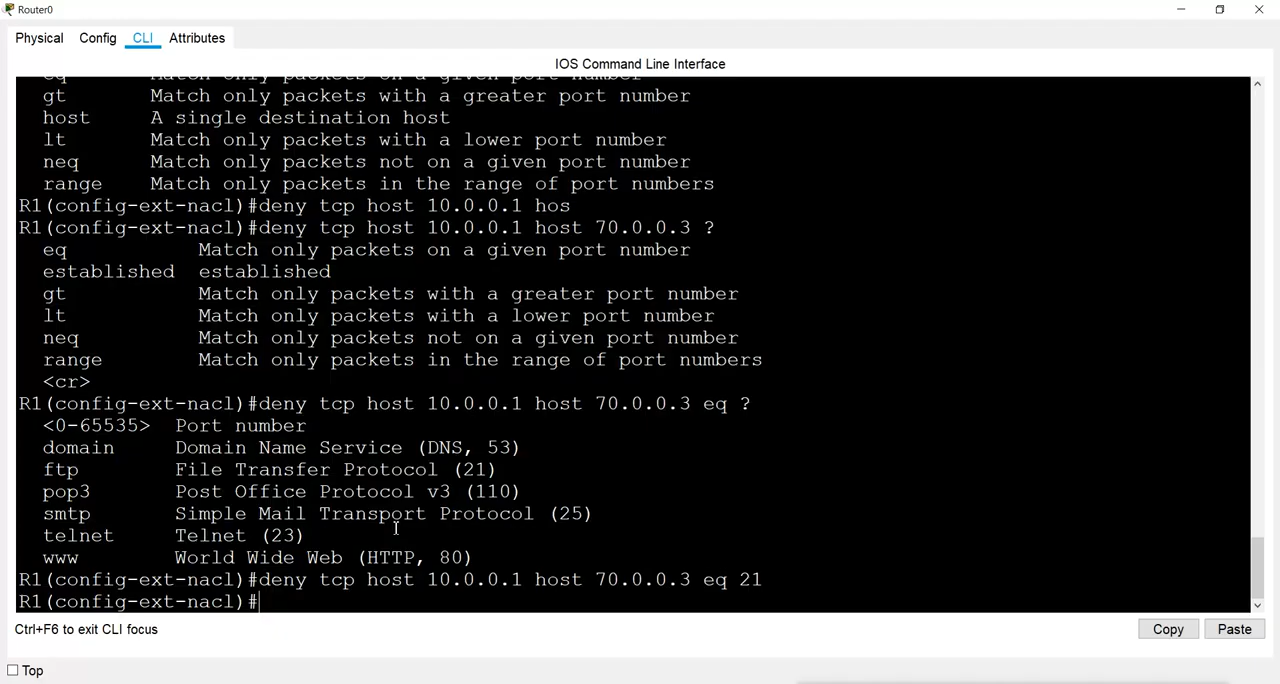 Router0
Physical Config CLI Attributes
IOS Command Line Interface
eq Match only packets on a given port number
gt Match only packets with a greater port number
host A single destination host
lt Match only packets with a lower port number
neq Match only packets not on a given port number
range Match only packets in the range of port numbers
R1(config-ext-nacl)#deny tcp host 10.0.0.1 hos
R1(config-ext-nacl)#deny tcp host 10.0.0.1 host 70.0.0.3 ?
eq Match only packets on a given port number
established established
gt Match only packets with a greater port number
lt Match only packets with a lower port number
neq Match only packets not on a given port number
range Match only packets in the range of port numbers
<cr>
R1(config-ext-nacl)#deny tcp host 10.0.0.1 host 70.0.0.3 eq ?
<0-65535> Port number
domain Domain Name Service (DNS, 53)
ftp File Transfer Protocol (21)
pop3 Post Office Protocol v3 (110)
smtp Simple Mail Transport Protocol (25)
telnet Telnet (23)
www World Wide Web (HTTP, 80)
R1(config-ext-nacl)#deny tcp host 10.0.0.1 host 70.0.0.3 eq 21
R1(config-ext-nacl)#
Ctrl+F6 to exit CLI focus
Copy Paste
Top